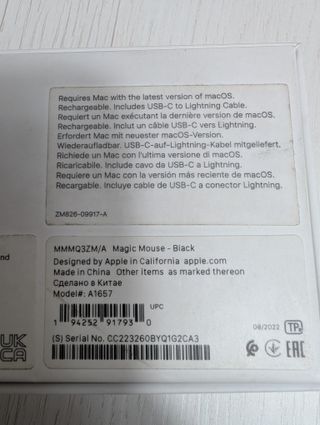 Requires Mac with the latest version of macOS.
Rechargeable. Includes USB-C to Lightning Cable.
Requiert un Mac exécutant la dernière version de macOS.
Rechargeable. Inclut un câble USB-C vers Lightning.
Erfordert Mac mit neuester macOS-Version.
Wiederaufladbar. USB-C-auf-Lightning-Kabel mitgeliefert.
Richiede un Mac con l'ultima versione di macOS.
Ricaricabile. Include cavo da USB-C a Lightning.
Requiere un Mac con la versión más reciente de macOS.
Recargable. Incluye cable de USB-C a conector Lightning.
ZM826-09917-A
nd
UK
CA
MMMQ3ZM/A Magic Mouse - Black
Designed by Apple in California apple.com
Made in China Other items as marked thereon
Сделано в Китае
Model#: A1657
UPC
1 94252 91793 0
(S) Serial No. CC223260BYQ1G2CA3
08/2022
TPJ
EAC